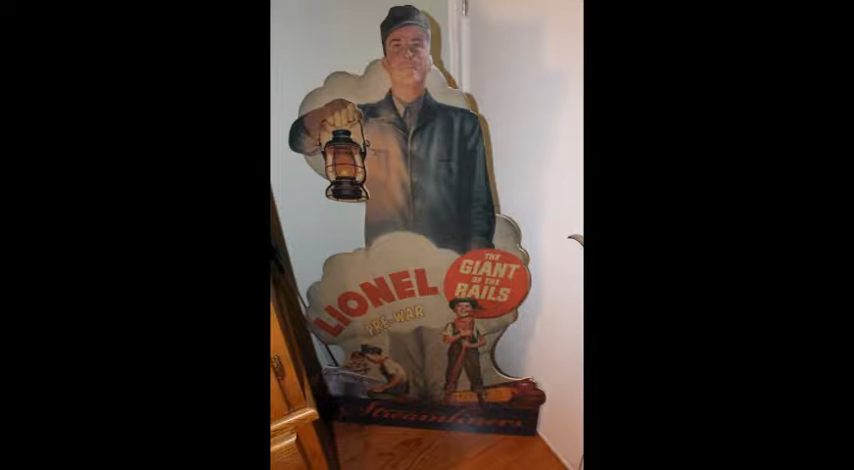 THE
GIANT
OF THE
RAILS
LIONEL
PRE-WAR
Streamliners